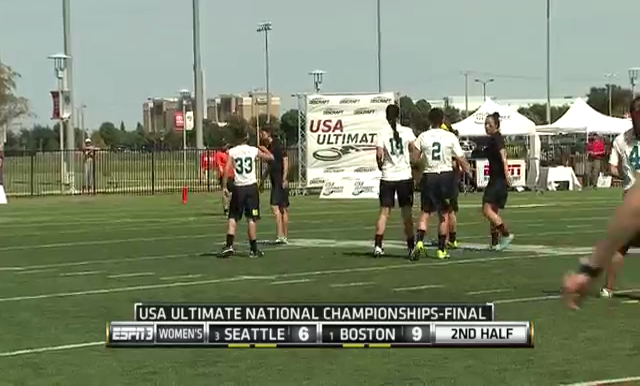 USA
ULTIMAT
33
14
2
ESPN
USA ULTIMATE NATIONAL CHAMPIONSHIPS-FINAL
ESPN3 WOMEN'S 3 SEATTLE 6 1 BOSTON 9 2ND HALF